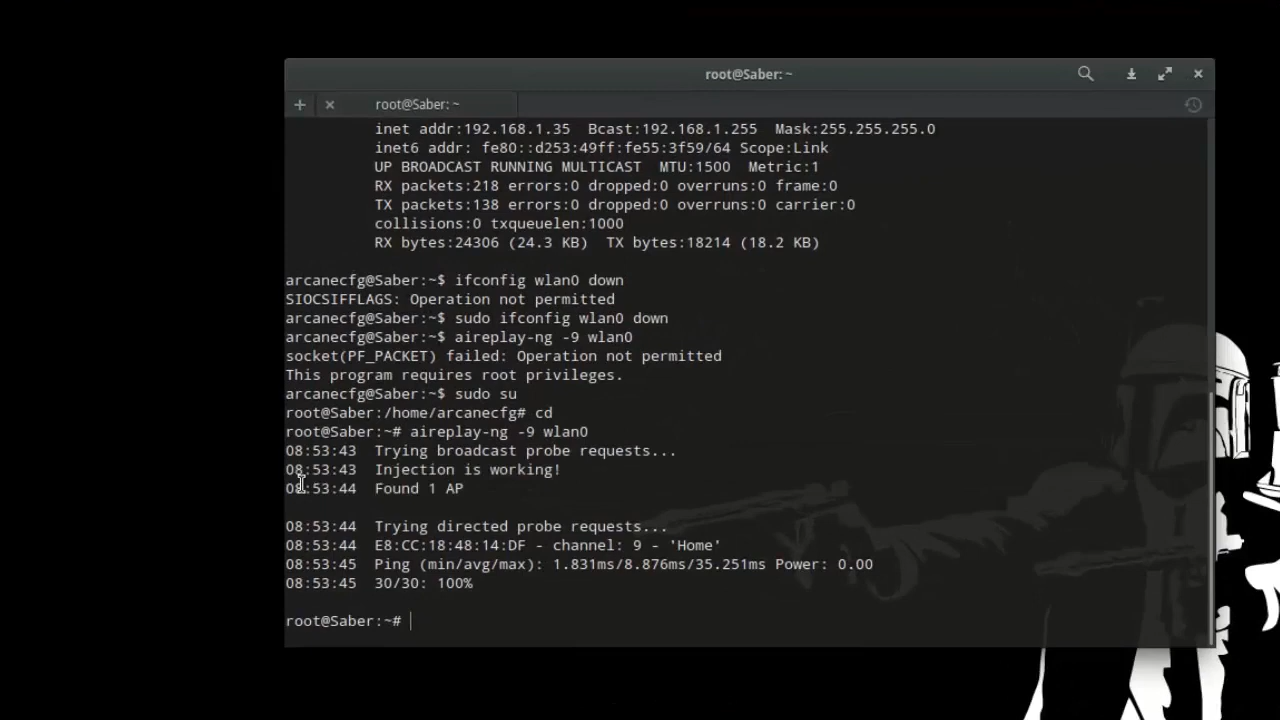 root@Saber: ~
root@Saber: ~
inet addr:192.168.1.35  Bcast:192.168.1.255  Mask:255.255.255.0
inet6 addr: fe80::d253:49ff:fe55:3f59/64 Scope:Link
UP BROADCAST RUNNING MULTICAST  MTU:1500  Metric:1
RX packets:218 errors:0 dropped:0 overruns:0 frame:0
TX packets:138 errors:0 dropped:0 overruns:0 carrier:0
collisions:0 txqueuelen:1000
RX bytes:24306 (24.3 KB)  TX bytes:18214 (18.2 KB)
arcanecfg@Saber:~$ ifconfig wlan0 down
SIOCSIFFLAGS: Operation not permitted
arcanecfg@Saber:~$ sudo ifconfig wlan0 down
arcanecfg@Saber:~$ aireplay-ng -9 wlan0
socket(PF_PACKET) failed: Operation not permitted
This program requires root privileges.
arcanecfg@Saber:~$ sudo su
root@Saber:/home/arcanecfg# cd
root@Saber:~# aireplay-ng -9 wlan0
08:53:43  Trying broadcast probe requests...
08:53:43  Injection is working!
08:53:44  Found 1 AP
08:53:44  Trying directed probe requests...
08:53:44  E8:CC:18:48:14:DF - channel: 9 - 'Home'
08:53:45  Ping (min/avg/max): 1.831ms/8.876ms/35.251ms Power: 0.00
08:53:45  30/30: 100%
root@Saber:~#